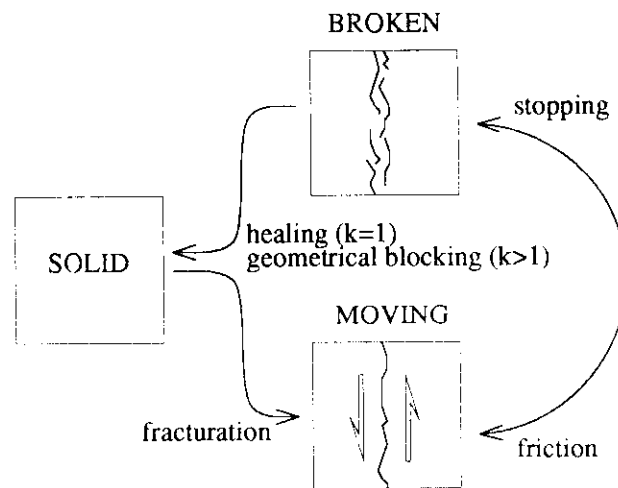 BROKEN
stopping
healing (k=1)
geometrical blocking (k>1)
SOLID
MOVING
fracturation
friction